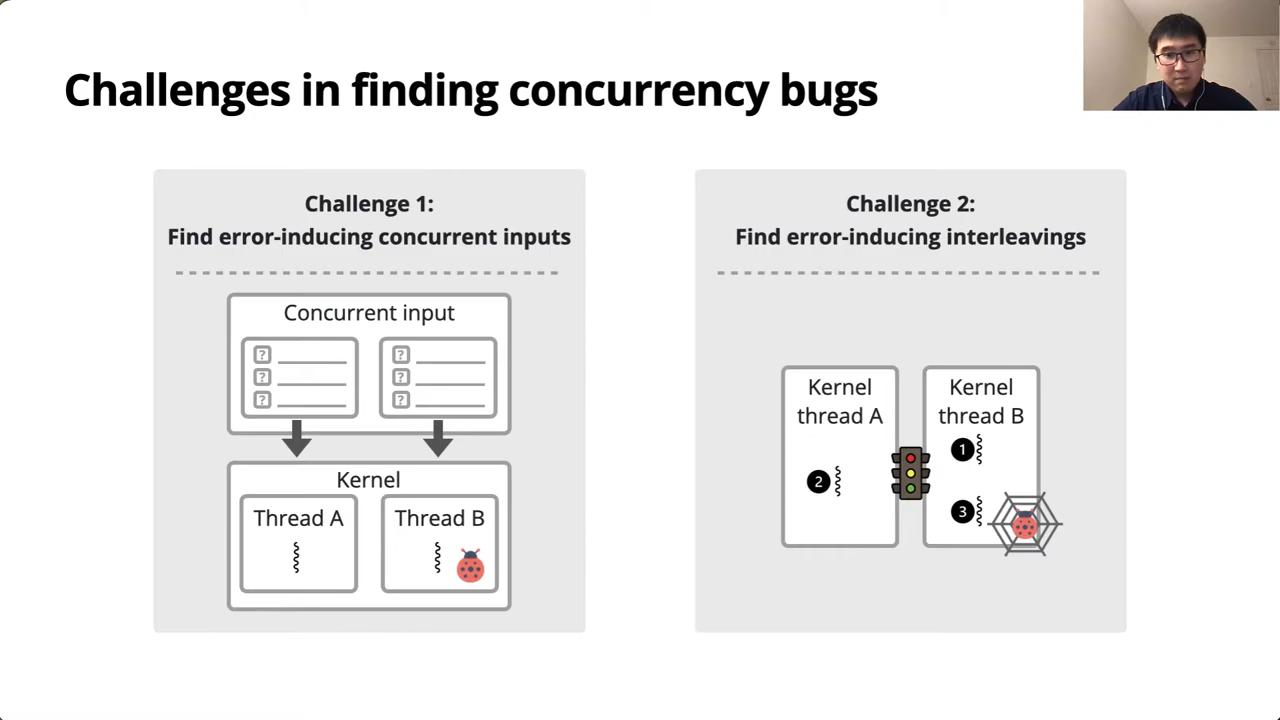 Challenges in finding concurrency bugs
Challenge 1:
Find error-inducing concurrent inputs
Concurrent input
?
?
?
?
?
?
Kernel
Thread A
Thread B
Challenge 2:
Find error-inducing interleavings
Kernel
thread A
2
Kernel
thread B
1
3